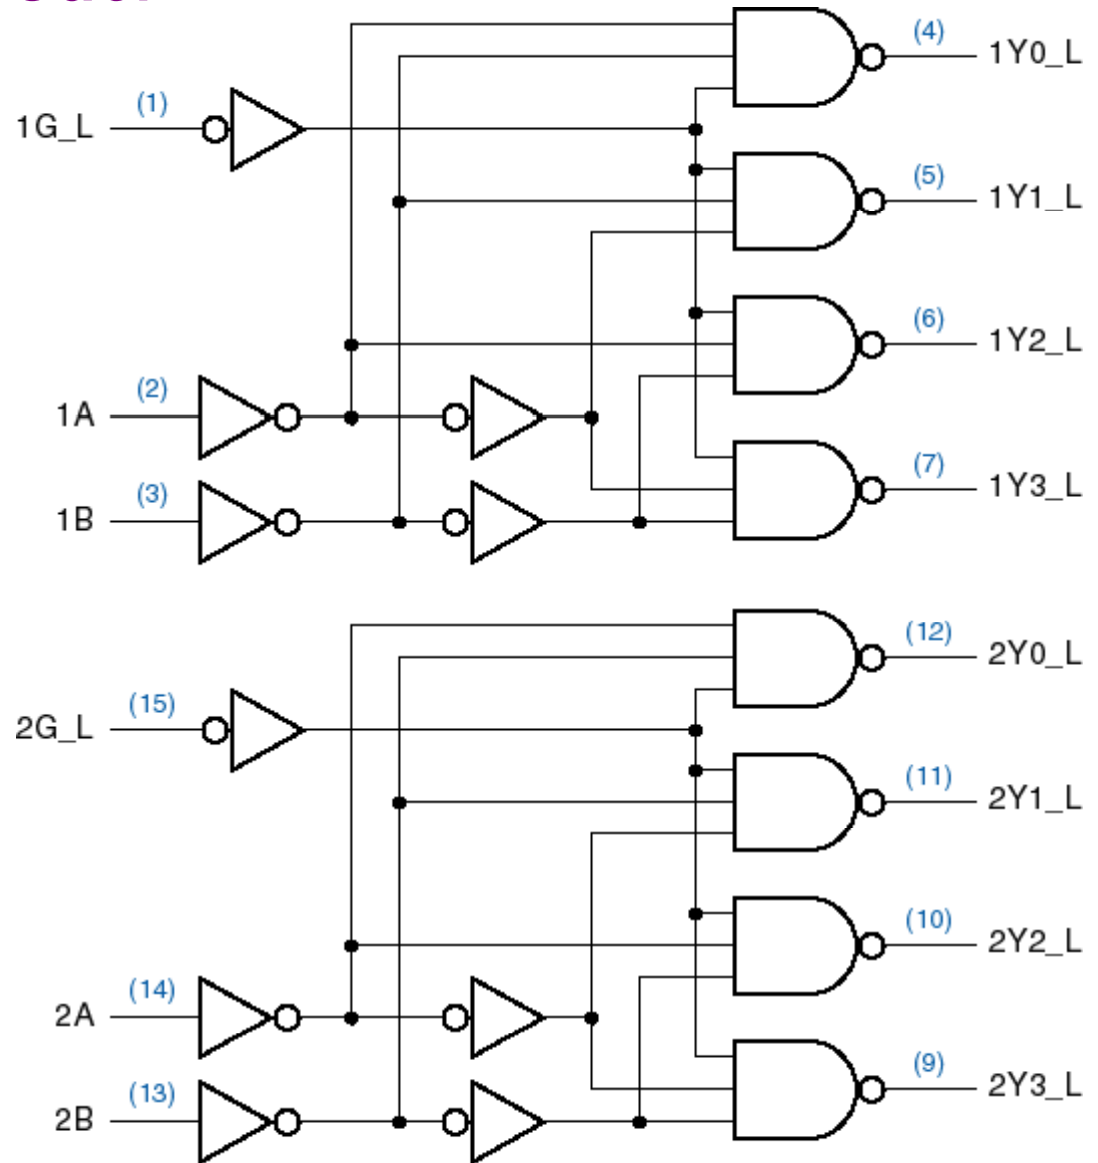 (4)
1Y0_L
(1)
1G_L
(5)
1Y1_L
(6)
1Y2_L
(2)
1A
(7)
1Y3_L
(3)
1B
(12)
2Y0_L
(15)
2G_L
(11)
2Y1_L
(10)
2Y2_L
(14)
2A
(9)
2Y3_L
(13)
2B